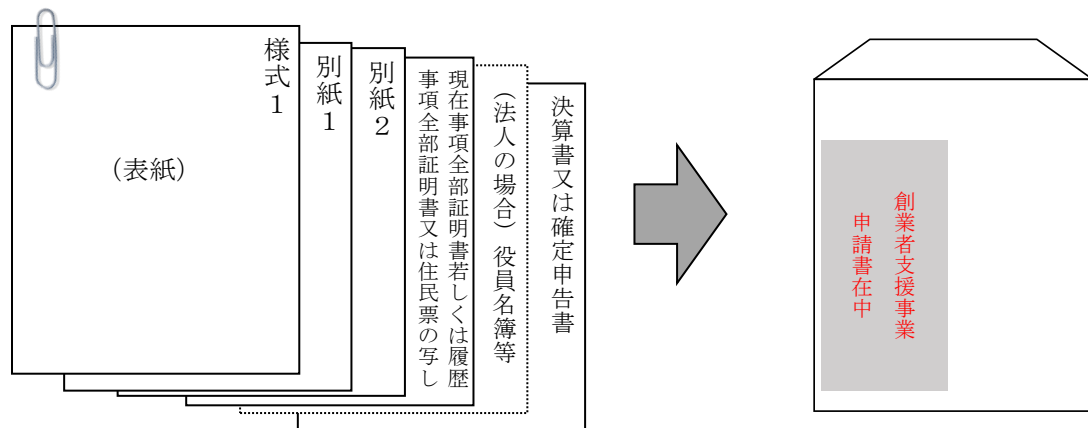 様式１
（表紙）
別紙１
別紙２
現在事項全部証明書若しくは履歴
事項全部証明書又は住民票の写し
（法人の場合）役員名簿等
決算書又は確定申告書
創業者支援事業
申請書在中